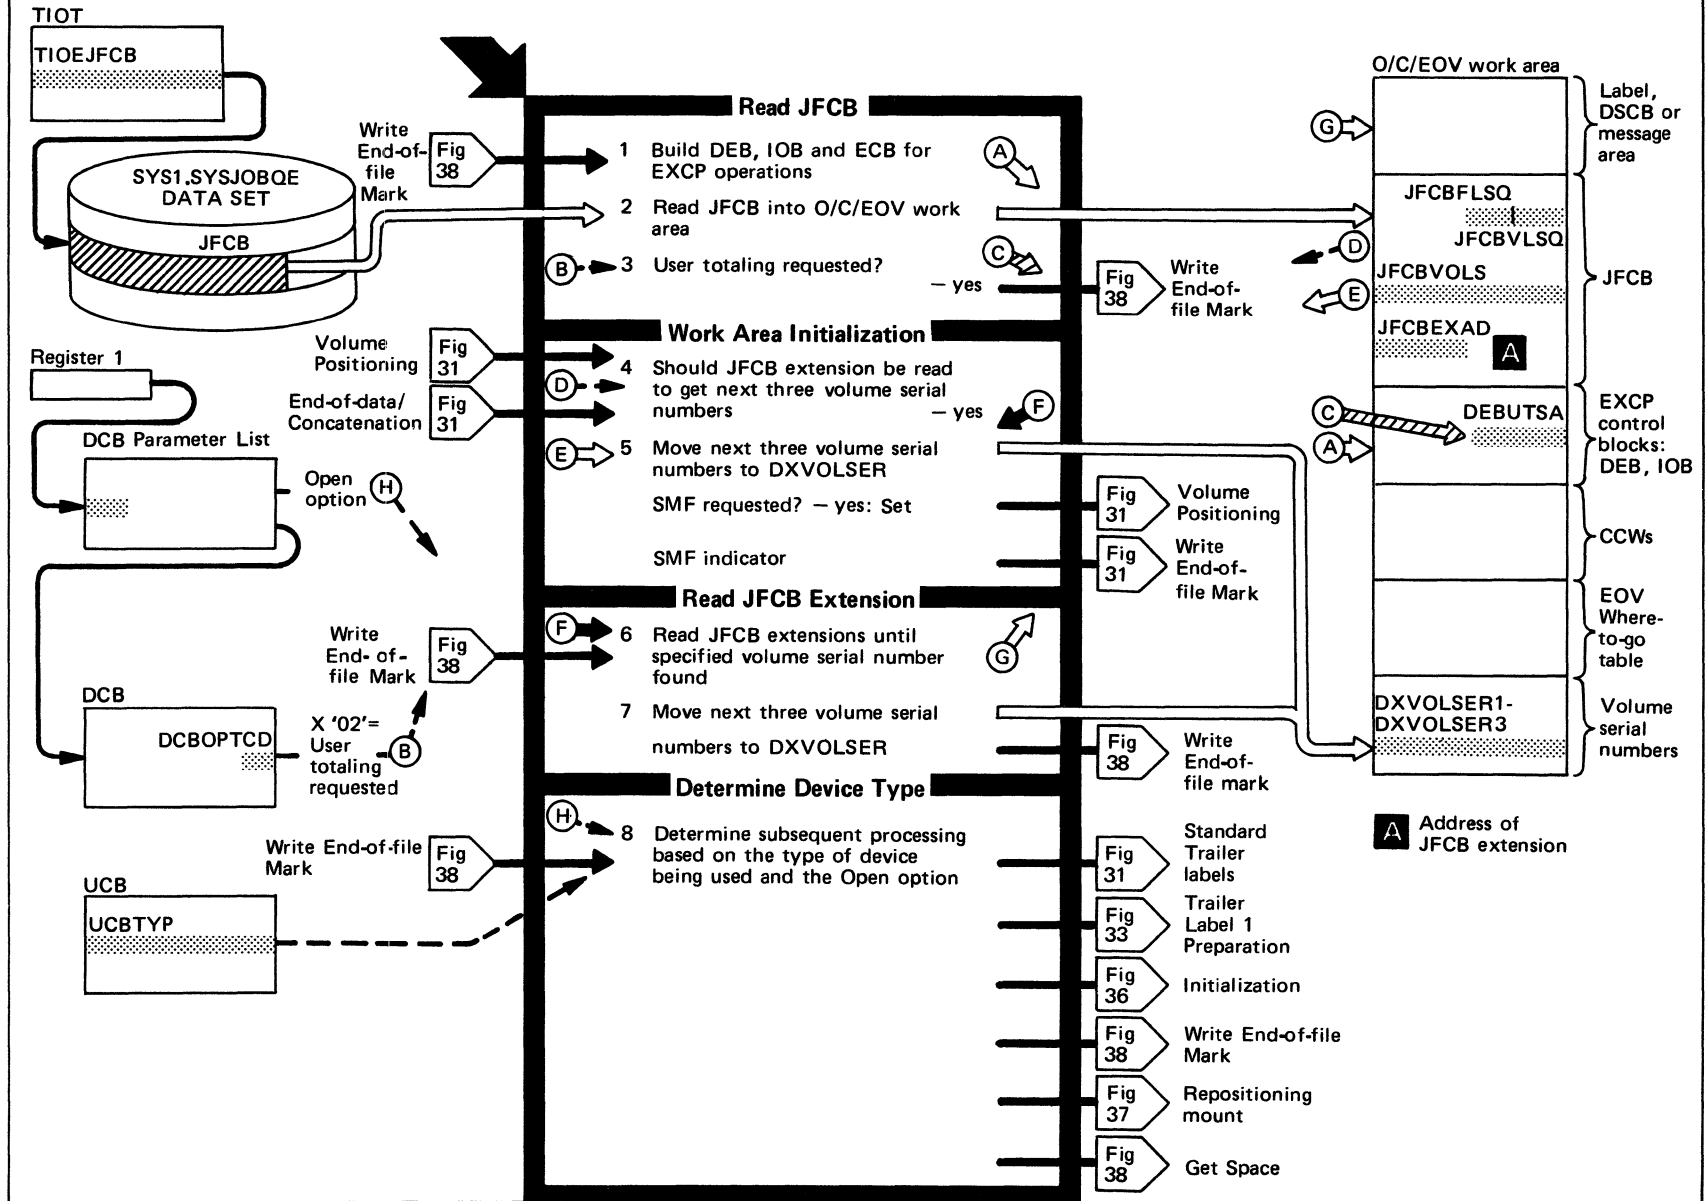 TIOT
TIOEJFCB
SYS1.SYSJOBQE
DATA SET
JFCB
Register 1
DCB Parameter List
Open
option
H
DCB
DCBOPTCD
X '02'=
User
totaling
requested
B
UCB
UCBTYP
Write
End-of-
file
Mark
Fig
38
Volume
Positioning
Fig
31
End-of-data/
Concatenation
Fig
31
Write
End-of-
file Mark
Fig
38
Write End-of-file
Mark
Fig
38
Read JFCB
1 Build DEB, IOB and ECB for
EXCP operations
A
2 Read JFCB into O/C/EOV work
area
B
3 User totaling requested?
C
— yes
Work Area Initialization
4 Should JFCB extension be read
to get next three volume serial
numbers — yes
D
F
E
5 Move next three volume serial
numbers to DXVOLSER
SMF requested? — yes: Set
SMF indicator
Read JFCB Extension
F
6 Read JFCB extensions until
specified volume serial number
found
G
7 Move next three volume serial
numbers to DXVOLSER
Determine Device Type
H
8 Determine subsequent processing
based on the type of device
being used and the Open option
Fig
38
Write
End-of-
file Mark
Fig
31
Volume
Positioning
Fig
31
Write
End-of-
file Mark
Fig
38
Write
End-of-
file mark
Fig
31
Standard
Trailer
labels
Fig
33
Trailer
Label 1
Preparation
Fig
36
Initialization
Fig
38
Write End-of-file
Mark
Fig
37
Repositioning
mount
Fig
38
Get Space
O/C/EOV work area
G
Label,
DSCB or
message
area
JFCBFLSQ
JFCBVLSQ
D
JFCBVOLS
E
JFCBEXAD
A
JFCB
C
DEBUTSA
A
EXCP
control
blocks:
DEB, IOB
CCWs
EOV
Where-
to-go
table
DXVOLSER1-
DXVOLSER3
Volume
serial
numbers
A Address of
JFCB extension